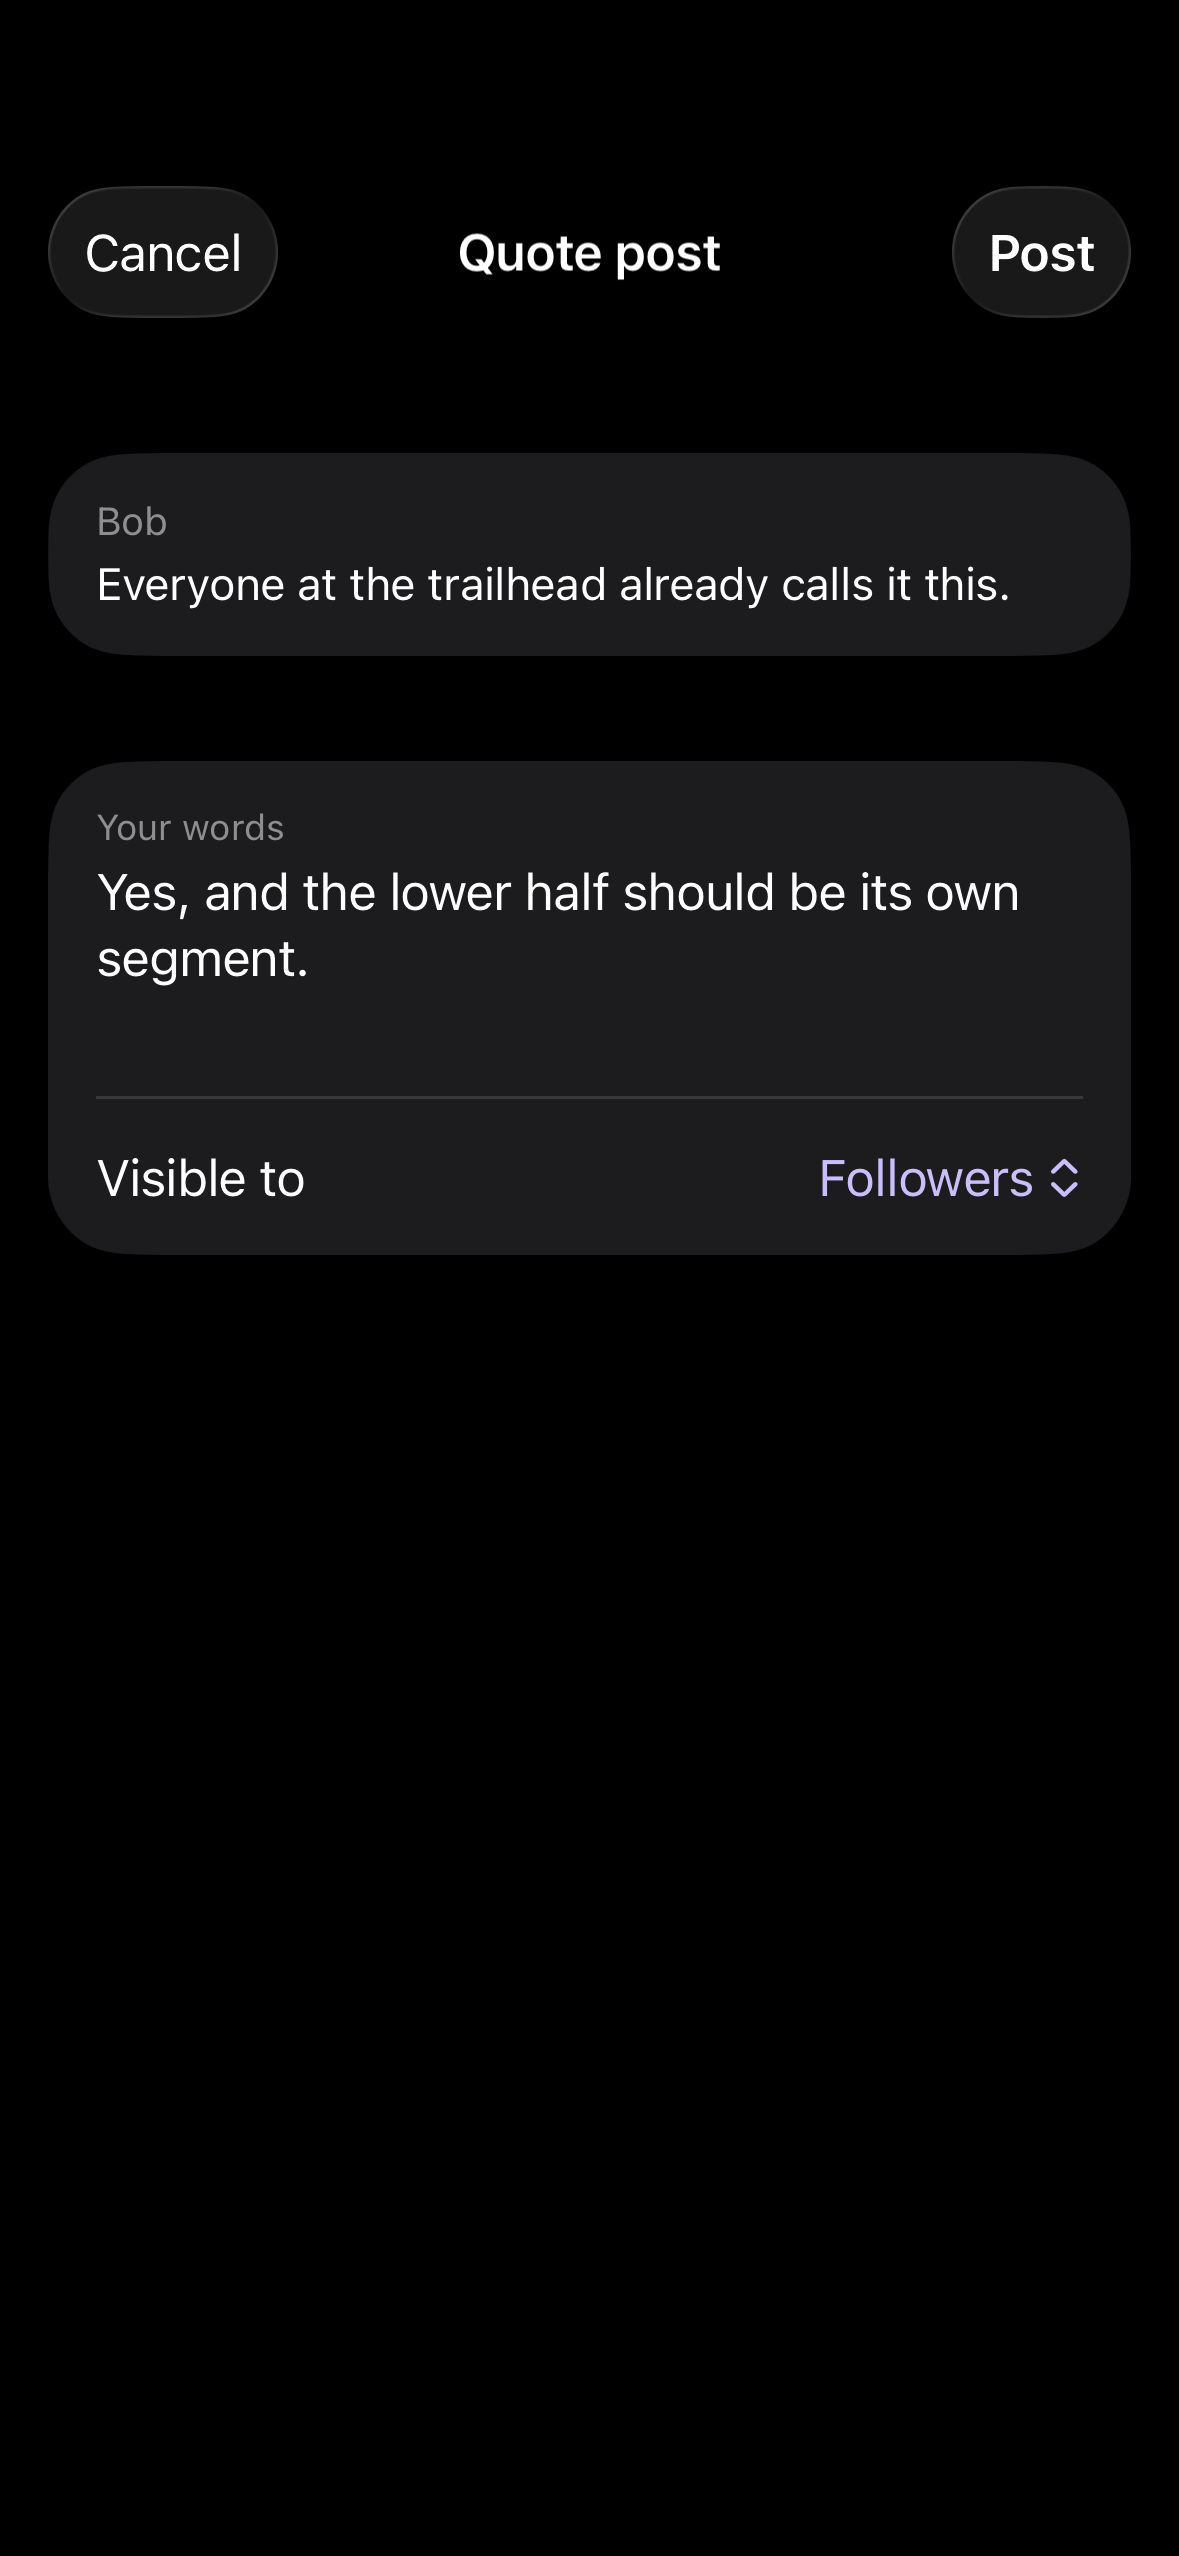 Cancel
Quote post
Post
Bob
Everyone at the trailhead already calls it this.
Your words
Yes, and the lower half should be its own
segment.
Visible to
Followers